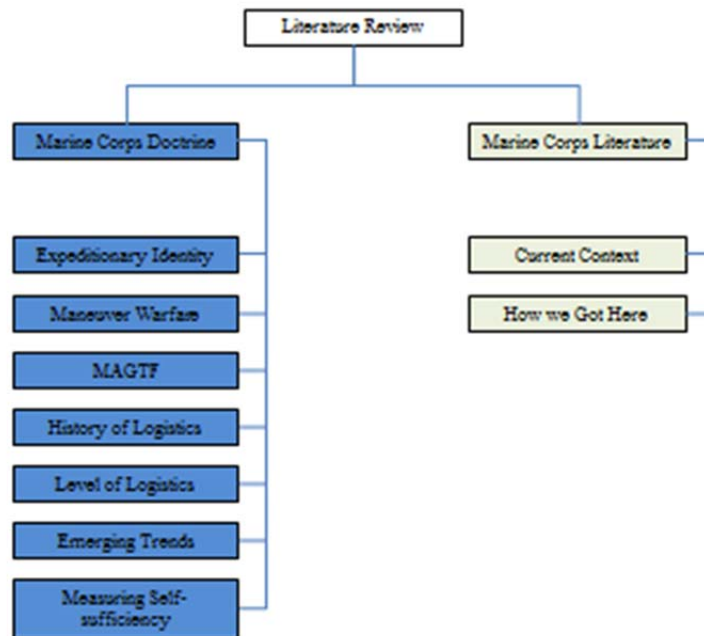 Literature Review
Marine Corps Doctrine
Expeditionary Identity
Maneuver Warfare
MAGTF
History of Logistics
Level of Logistics
Emerging Trends
Measuring Self-
sufficiency
Marine Corps Literature
Current Context
How we Got Here